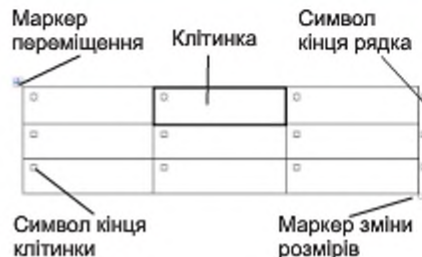 Маркер
переміщення
Клітинка
Символ
кінця рядка
Символ кінця
клітинки
Маркер зміни
розмірів